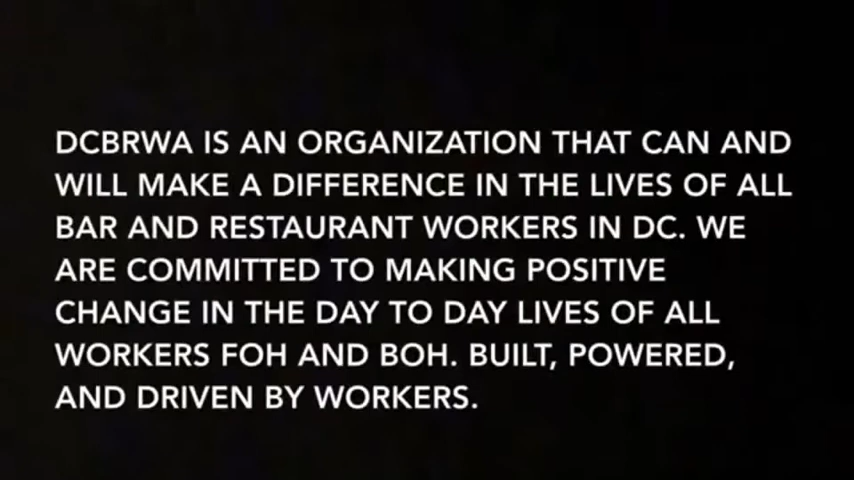 DCBRWA IS AN ORGANIZATION THAT CAN AND
WILL MAKE A DIFFERENCE IN THE LIVES OF ALL
BAR AND RESTAURANT WORKERS IN DC. WE
ARE COMMITTED TO MAKING POSITIVE
CHANGE IN THE DAY TO DAY LIVES OF ALL
WORKERS FOH AND BOH. BUILT, POWERED,
AND DRIVEN BY WORKERS.